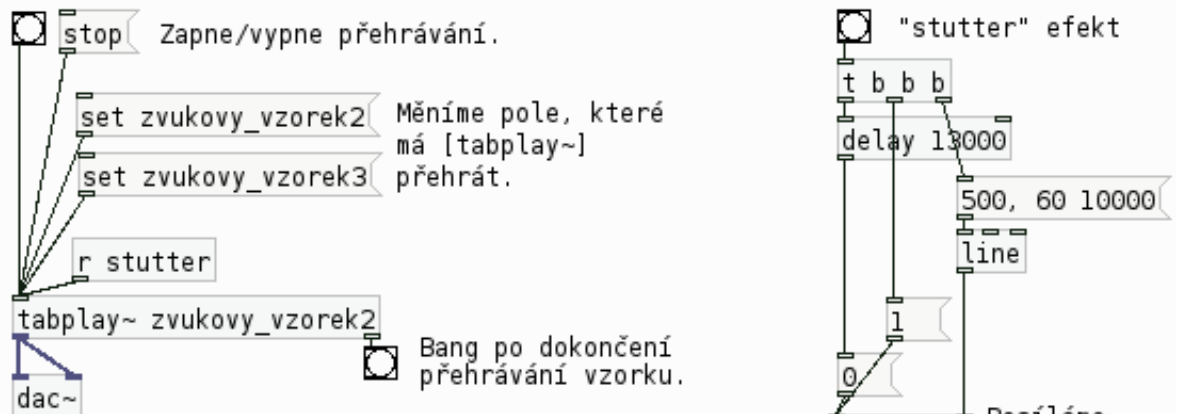 stop
Zapne/vypne přehrávání.
set zvukovy_vzorek2
set zvukovy_vzorek3
Měníme pole, které
má [tabplay~]
přehrát.
r stutter
tabplay~ zvukovy_vzorek2
Bang po dokončení
přehrávání vzorku.
dac~
"stutter" efekt
t b b b
delay 13000
500, 60 10000
line
1
0